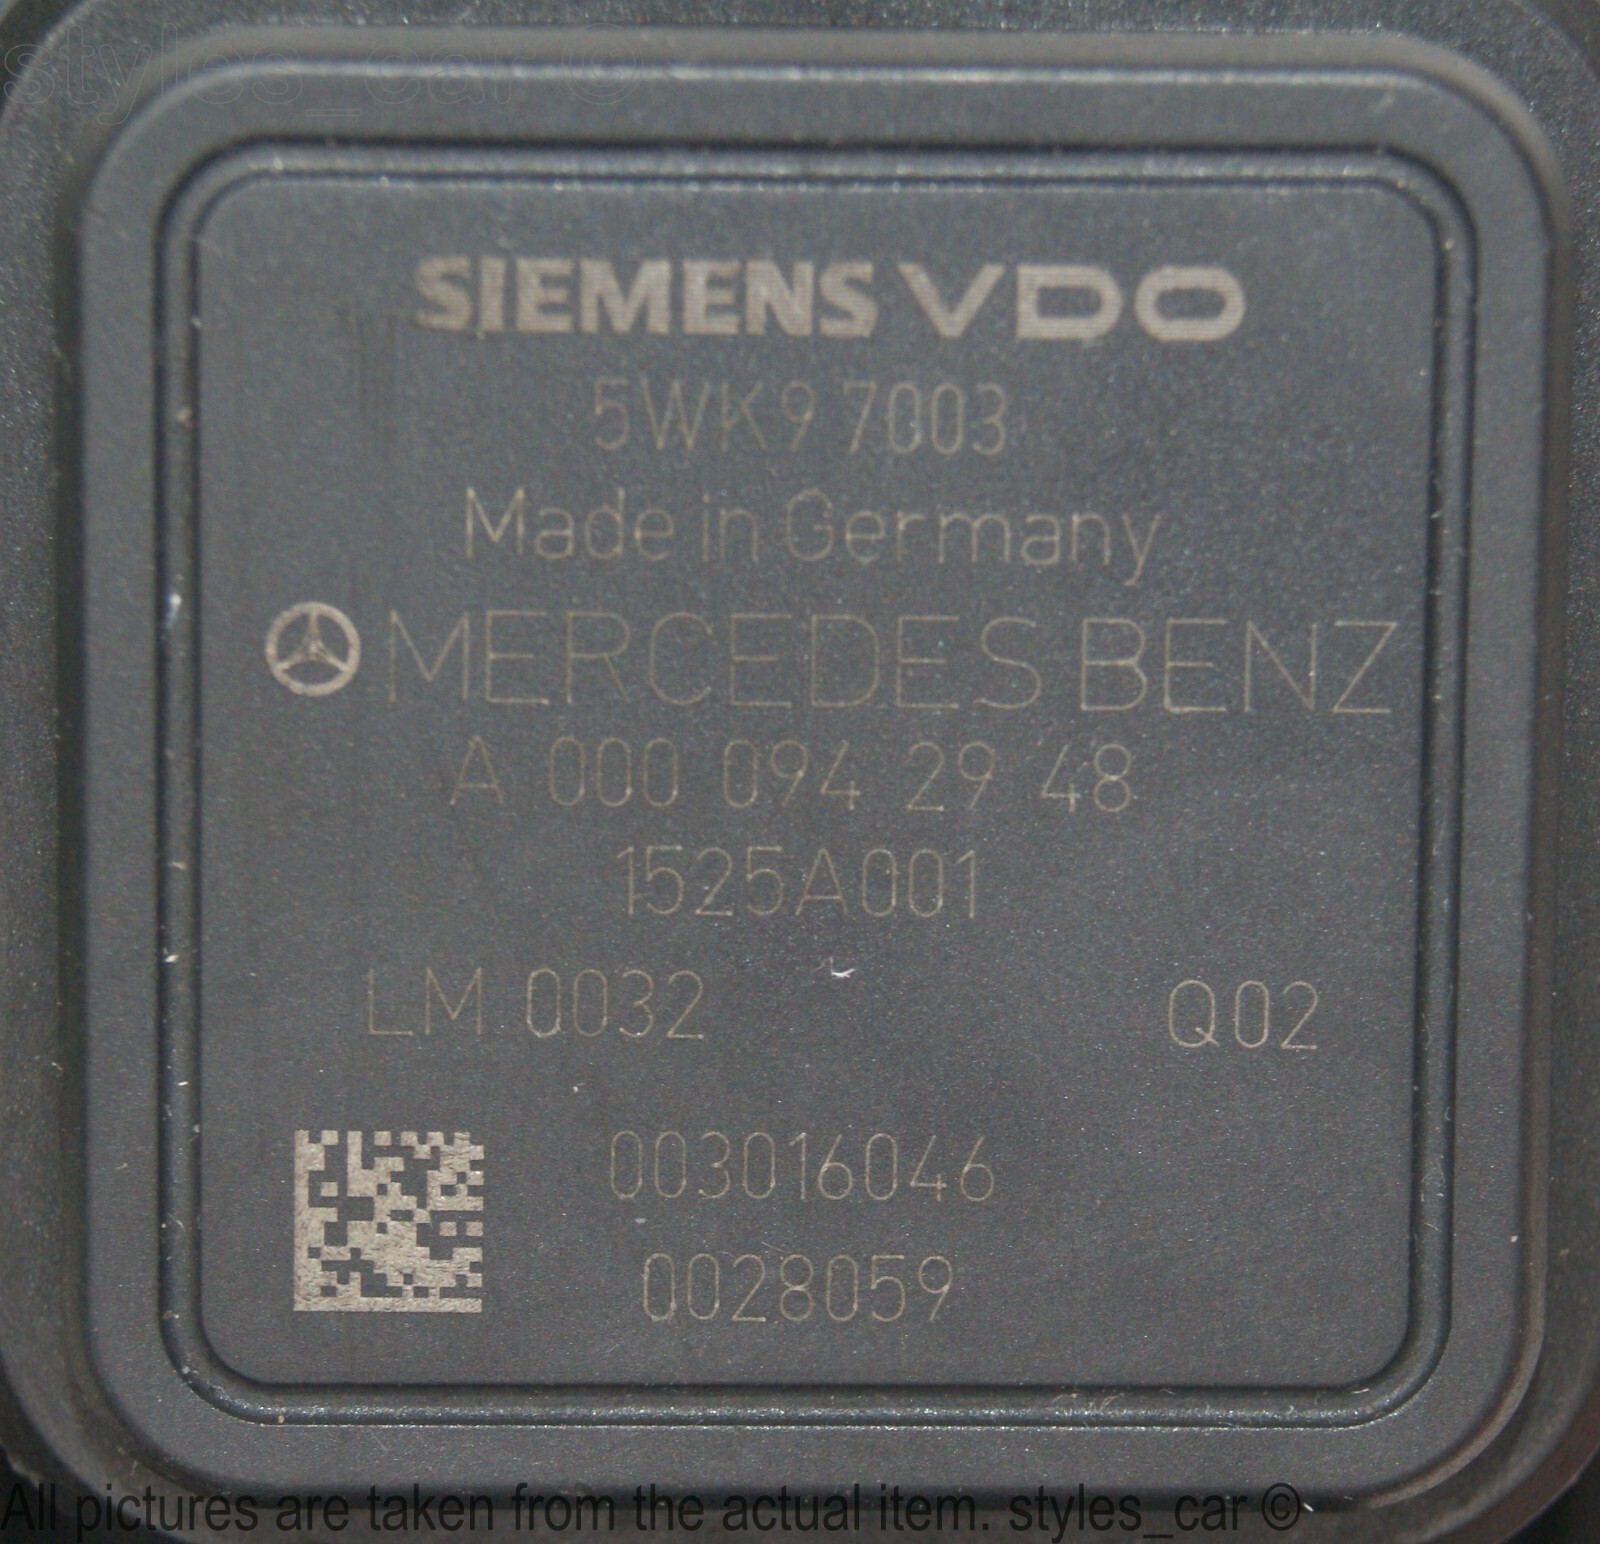 styles_car ©
SIEMENS VDO
5WK9 7003
Made in Germany
MERCEDES BENZ
A 000 094 29 48
1525A001
LM 0032 Q02
003016046
0028059
All pictures are taken from the actual item. styles_car ©